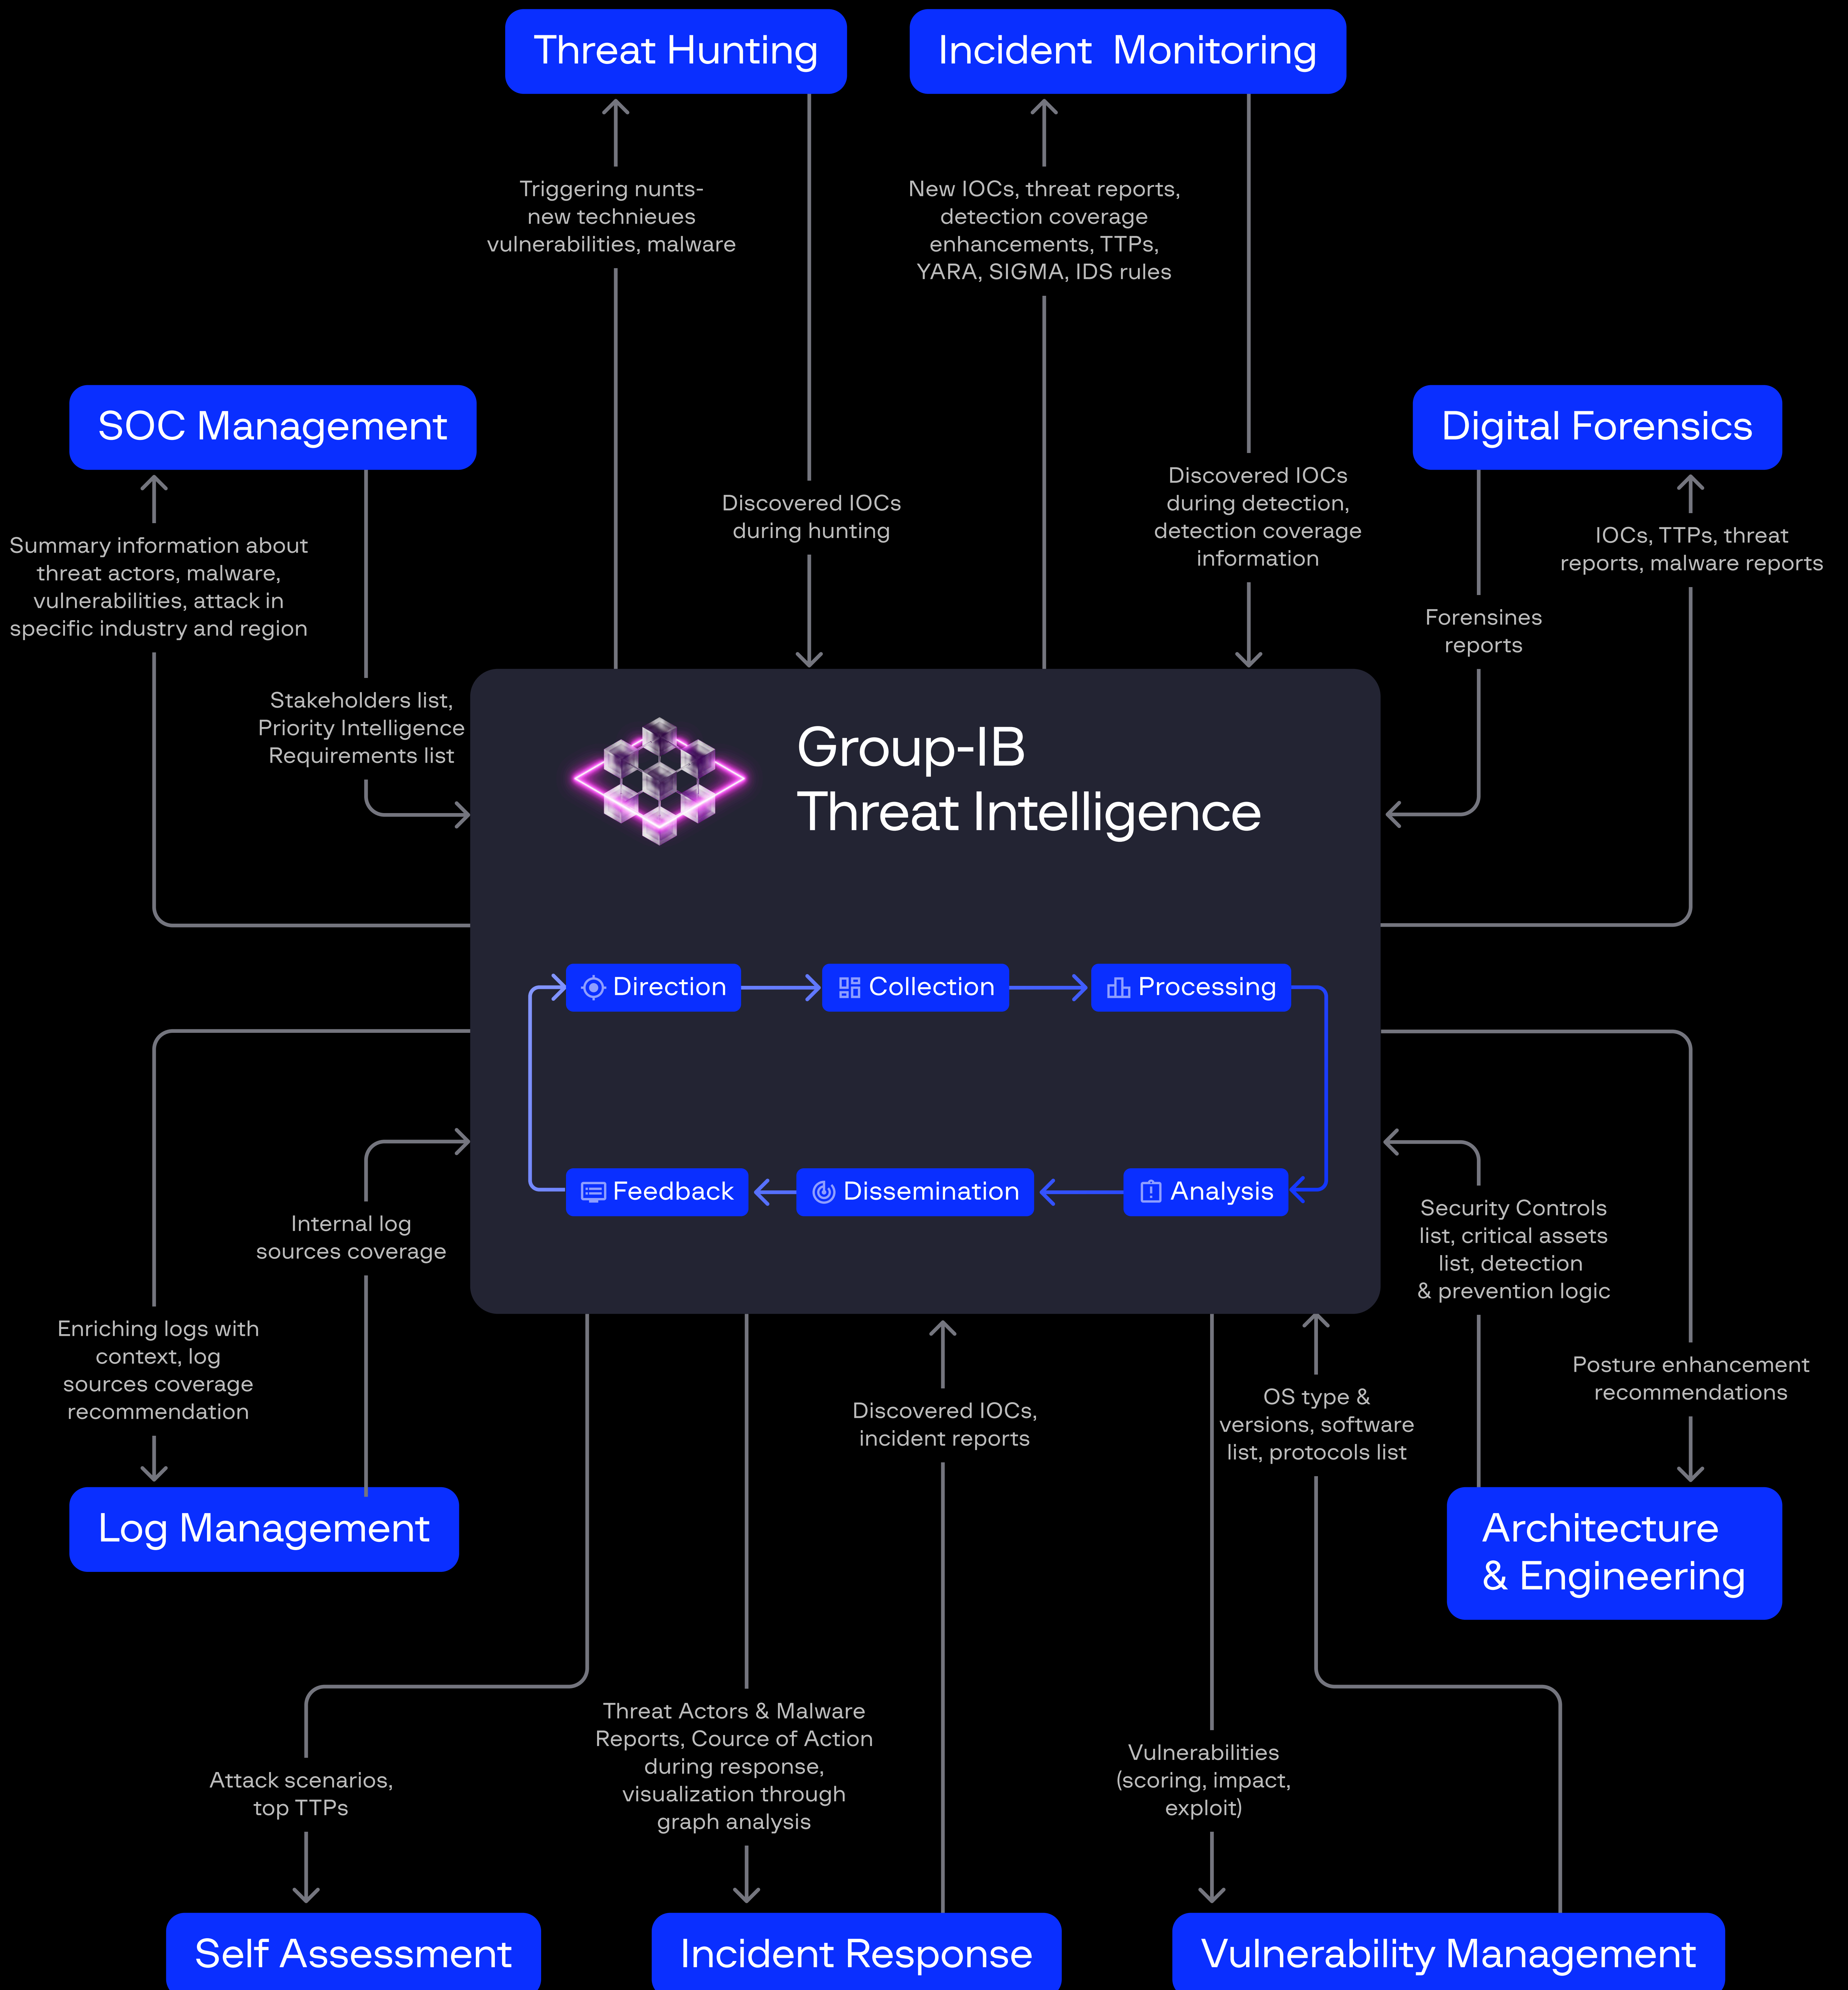 Threat Hunting
Incident Monitoring
Triggering nunts-
new technieues
vulnerabilities, malware
New IOCs, threat reports,
detection coverage
enhancements, TTPs,
YARA, SIGMA, IDS rules
SOC Management
Digital Forensics
Discovered IOCs
during hunting
Discovered IOCs
during detection,
detection coverage
information
Summary information about
threat actors, malware,
vulnerabilities, attack in
specific industry and region
IOCs, TTPs, threat
reports, malware reports
Forensines
reports
Stakeholders list,
Priority Intelligence
Requirements list
Group-IB
Threat Intelligence
Direction
Collection
Processing
Feedback
Dissemination
Analysis
Internal log
sources coverage
Security Controls
list, critical assets
list, detection
& prevention logic
Enriching logs with
context, log
sources coverage
recommendation
Posture enhancement
recommendations
Discovered IOCs,
incident reports
OS type &
versions, software
list, protocols list
Log Management
Architecture
& Engineering
Attack scenarios,
top TTPs
Threat Actors & Malware
Reports, Cource of Action
during response,
visualization through
graph analysis
Vulnerabilities
(scoring, impact,
exploit)
Self Assessment
Incident Response
Vulnerability Management